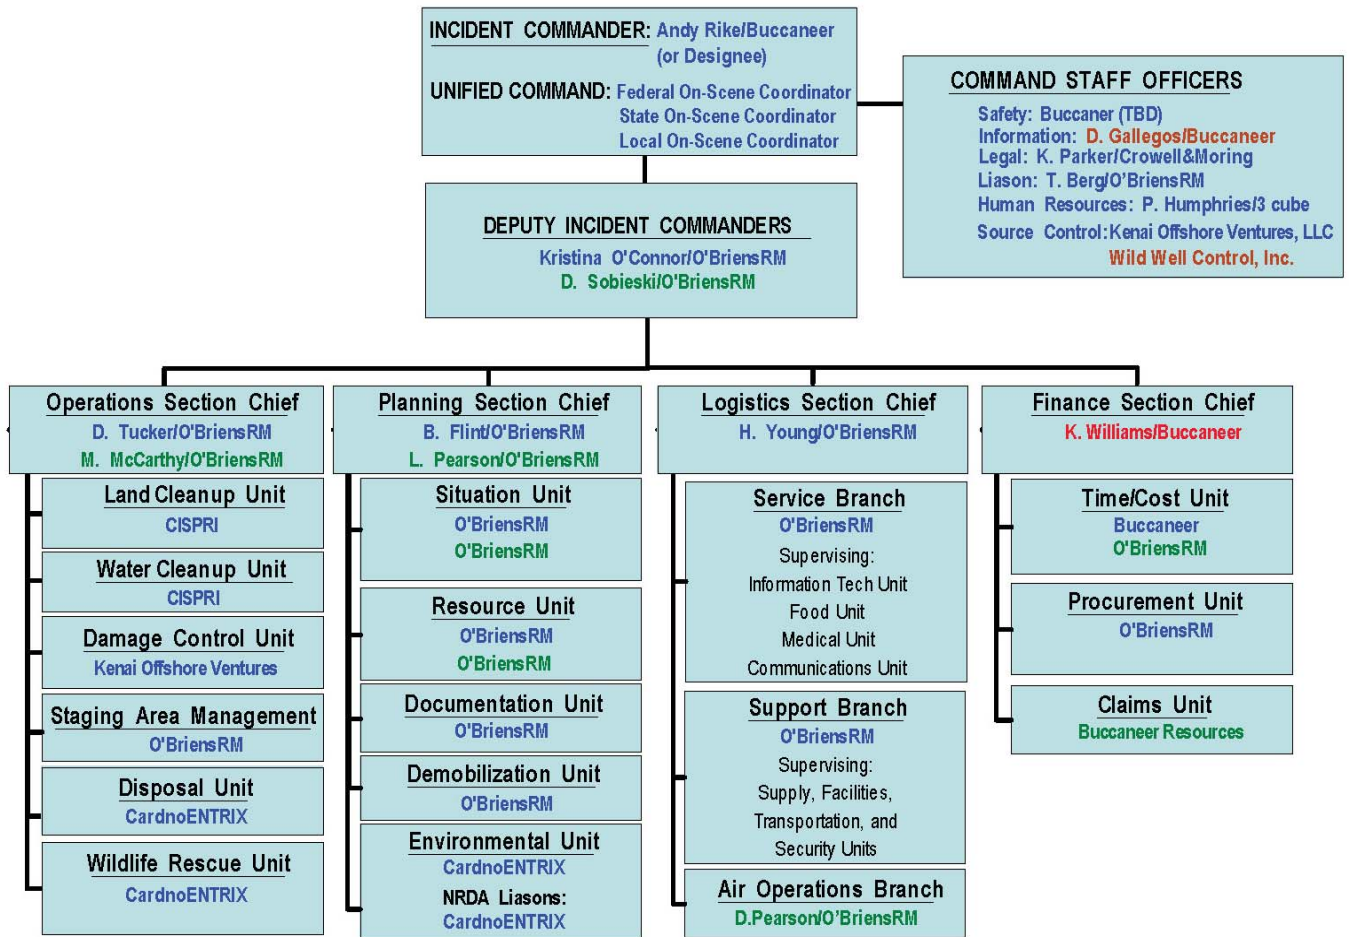 INCIDENT COMMANDER: Andy Rike/Buccaneer
(or Designee)
UNIFIED COMMAND: Federal On-Scene Coordinator
State On-Scene Coordinator
Local On-Scene Coordinator
COMMAND STAFF OFFICERS
Safety: Buccaner (TBD)
Information: D. Gallegos/Buccaneer
Legal: K. Parker/Crowell&Moring
Liason: T. Berg/O'BriensRM
Human Resources: P. Humphries/3 cube
Source Control: Kenai Offshore Ventures, LLC
Wild Well Control, Inc.
DEPUTY INCIDENT COMMANDERS
Kristina O'Connor/O'BriensRM
D. Sobieski/O'BriensRM
Operations Section Chief
D. Tucker/O'BriensRM
M. McCarthy/O'BriensRM
Land Cleanup Unit
CISPRI
Water Cleanup Unit
CISPRI
Damage Control Unit
Kenai Offshore Ventures
Staging Area Management
O'BriensRM
Disposal Unit
CardnoENTRIX
Wildlife Rescue Unit
CardnoENTRIX
Planning Section Chief
B. Flint/O'BriensRM
L. Pearson/O'BriensRM
Situation Unit
O'BriensRM
O'BriensRM
Resource Unit
O'BriensRM
O'BriensRM
Documentation Unit
O'BriensRM
Demobilization Unit
O'BriensRM
Environmental Unit
CardnoENTRIX
NRDA Liasons:
CardnoENTRIX
Logistics Section Chief
H. Young/O'BriensRM
Service Branch
O'BriensRM
Supervising:
Information Tech Unit
Food Unit
Medical Unit
Communications Unit
Support Branch
O'BriensRM
Supervising:
Supply, Facilities,
Transportation, and
Security Units
Air Operations Branch
D.Pearson/O'BriensRM
Finance Section Chief
K. Williams/Buccaneer
Time/Cost Unit
Buccaneer
O'BriensRM
Procurement Unit
O'BriensRM
Claims Unit
Buccaneer Resources